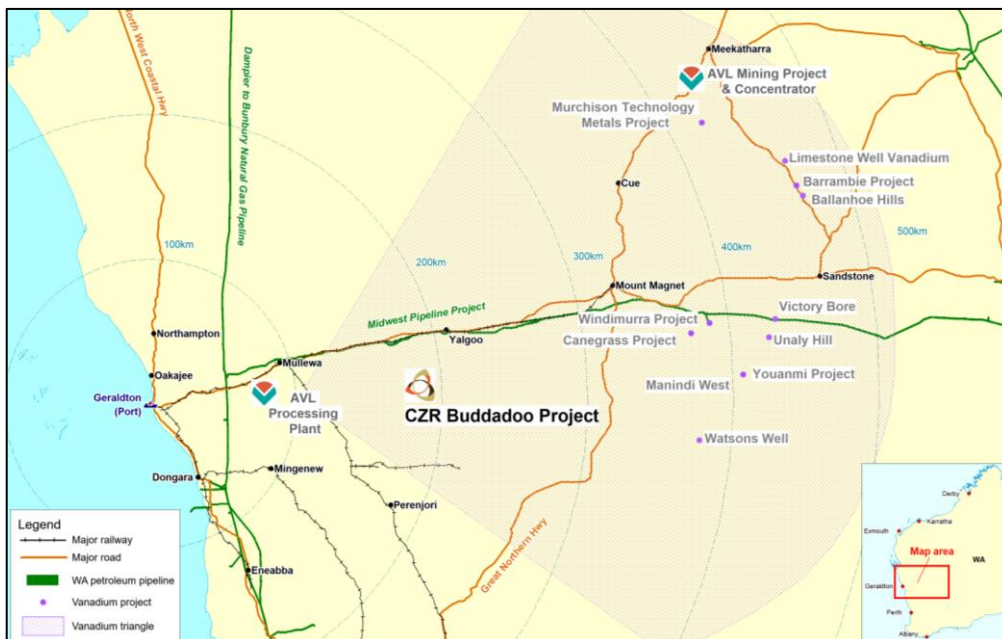 North West Coastal Hwy
Dampier to Bunbury Natural Gas Pipeline
Meekatharra
AVL Mining Project
& Concentrator
Murchison Technology
Metals Project
Limestone Well Vanadium
Cue
Barrambie Project
Ballanhoe Hills
100km
200km
300km
400km
500km
Sandstone
Mount Magnet
Midwest Pipeline Project
Victory Bore
Northampton
Windimurra Project
Yalgoo
Canegrass Project
Unaly Hill
Mullewa
Oakajee
Youanmi Project
Manindi West
Geraldton
(Port)
AVL
Processing
Plant
CZR Buddadoo Project
Watsons Well
Dongara
Mingenew
Perenjori
Great Northern Hwy
Eneabba
Legend
Major railway
Major road
WA petroleum pipeline
Vanadium project
Vanadium triangle
Derby
Karratha
Exmouth
WA
Map area
Geraldton
Perth
Albany